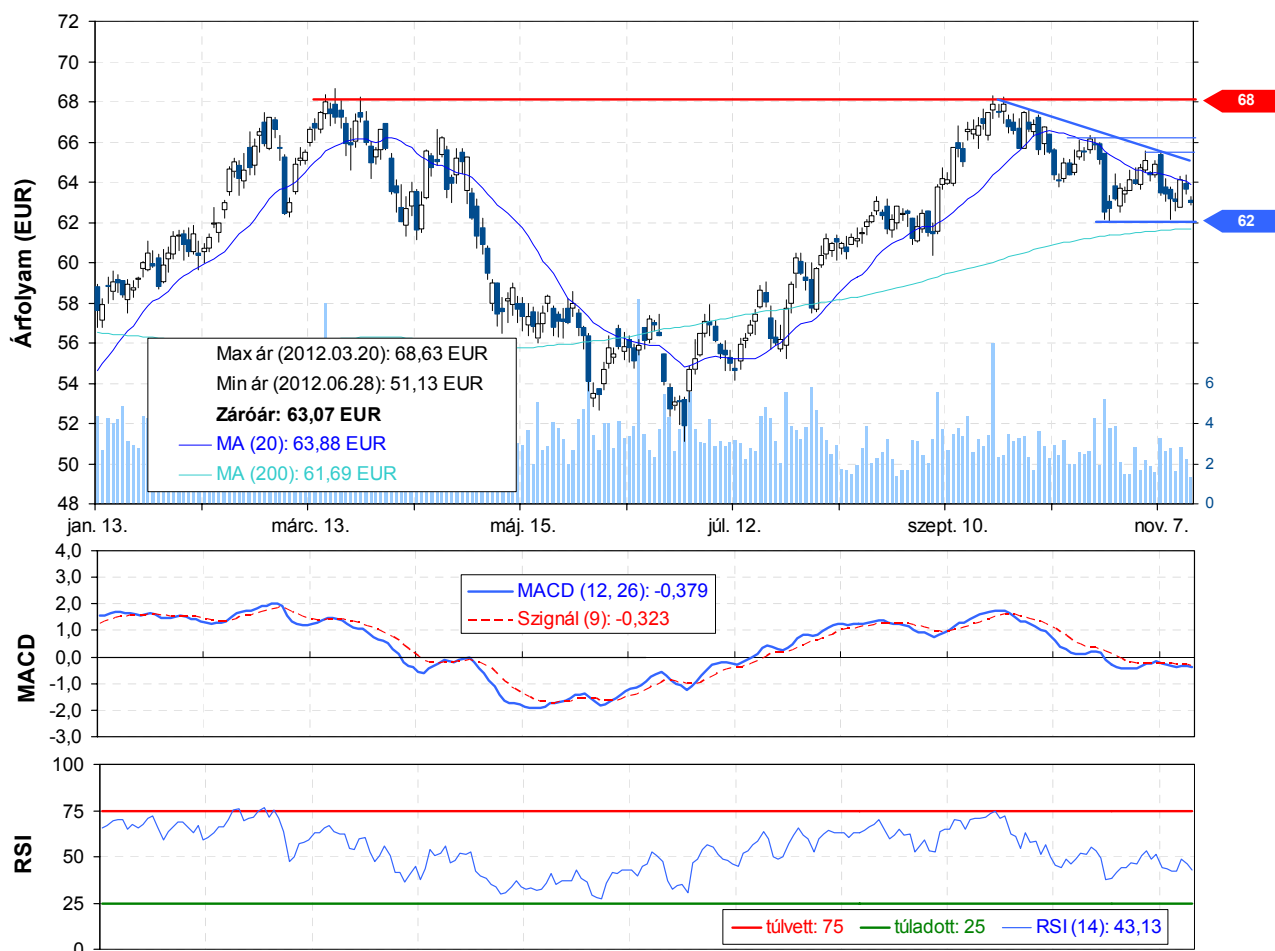 72
70
68
66
64
62
60
58
56
54
52
50
48
Árfolyam (EUR)
68
62
6
4
2
0
Max ár (2012.03.20): 68,63 EUR
Min ár (2012.06.28): 51,13 EUR
Záróár: 63,07 EUR
MA (20): 63,88 EUR
MA (200): 61,69 EUR
jan. 13. márc. 13. máj. 15. júl. 12. szept. 10. nov. 7.
4,0
3,0
2,0
1,0
0,0
-1,0
-2,0
-3,0
MACD
MACD (12, 26): -0,379
Szignál (9): -0,323
100
75
50
25
0
RSI
túlvett: 75 túladott: 25 RSI (14): 43,13